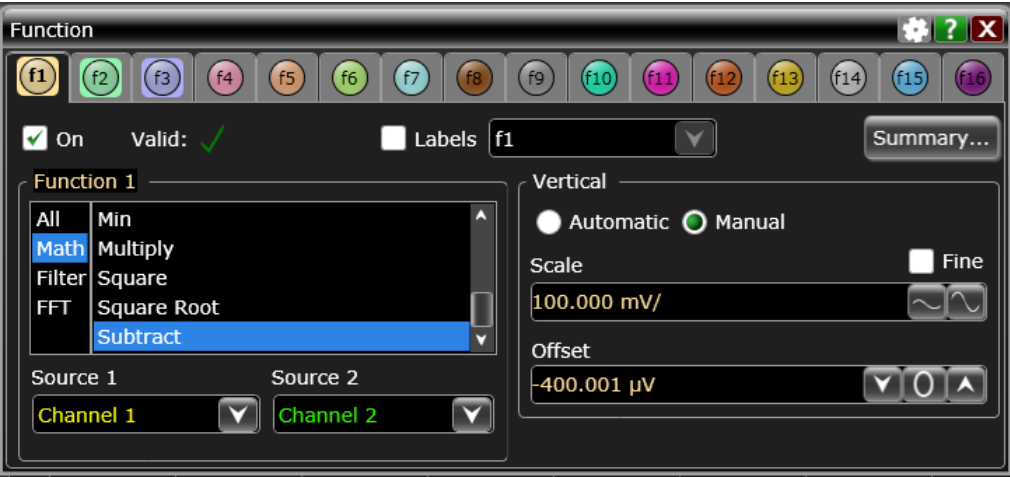 Function ? X
f1 f2 f3 f4 f5 f6 f7 f8 f9 f10 f11 f12 f13 f14 f15 f16
On Valid: Labels f1 Summary...
Function 1
All Min
Math Multiply
Filter Square
FFT Square Root
Subtract
Source 1 Source 2
Channel 1 Channel 2
Vertical
Automatic Manual
Scale Fine
100.000 mV/
Offset
-400.001 µV 0